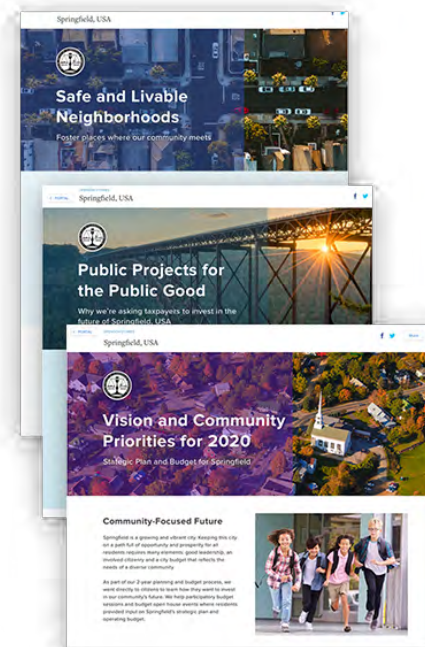 Springfield, USA
Safe and Livable
Neighborhoods
Foster places where our community meets
PORTAL
Springfield, USA
Public Projects for
the Public Good
Why we're asking taxpayers to invest in the
future of Springfield, USA
PORTAL
Springfield, USA
Share
Vision and Community
Priorities for 2020
Stategic Plan and Budget for Springfield
Community-Focused Future
Springfield is a growing and vibrant city. Keeping this city
on a path full of opportunity and prosperity for all
residents requires many elements: good leadership, an
involved citizenry and a city budget that reflects the
needs of a diverse community.
As part of our 2-year planning and budget process, we
went directly to citizens to learn how they want to invest
in our community's future. We help participatory budget
sessions and budget open house events where residents
provided input on Springfield's strategic plan and
operating budget.